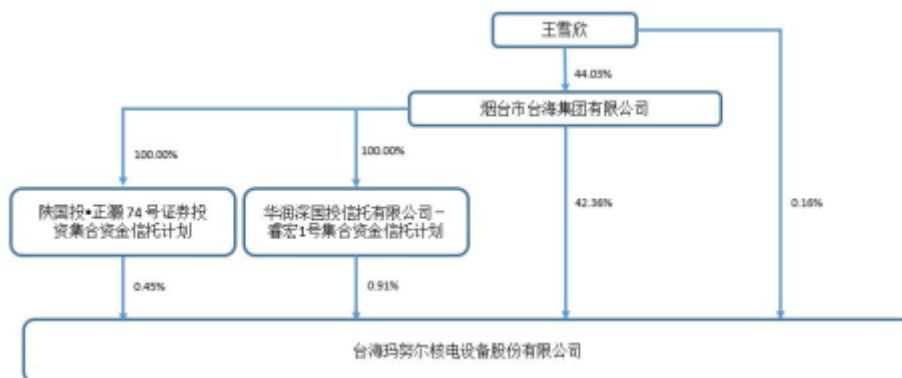 王雪欣
44.03%
烟台市台海集团有限公司
100.00%
100.00%
陕国投•正灏74号证券投
资集合资金信托计划
华润深国投信托有限公司－
睿宏1号集合资金信托计划
42.36%
0.16%
0.45%
0.91%
台海玛努尔核电设备股份有限公司